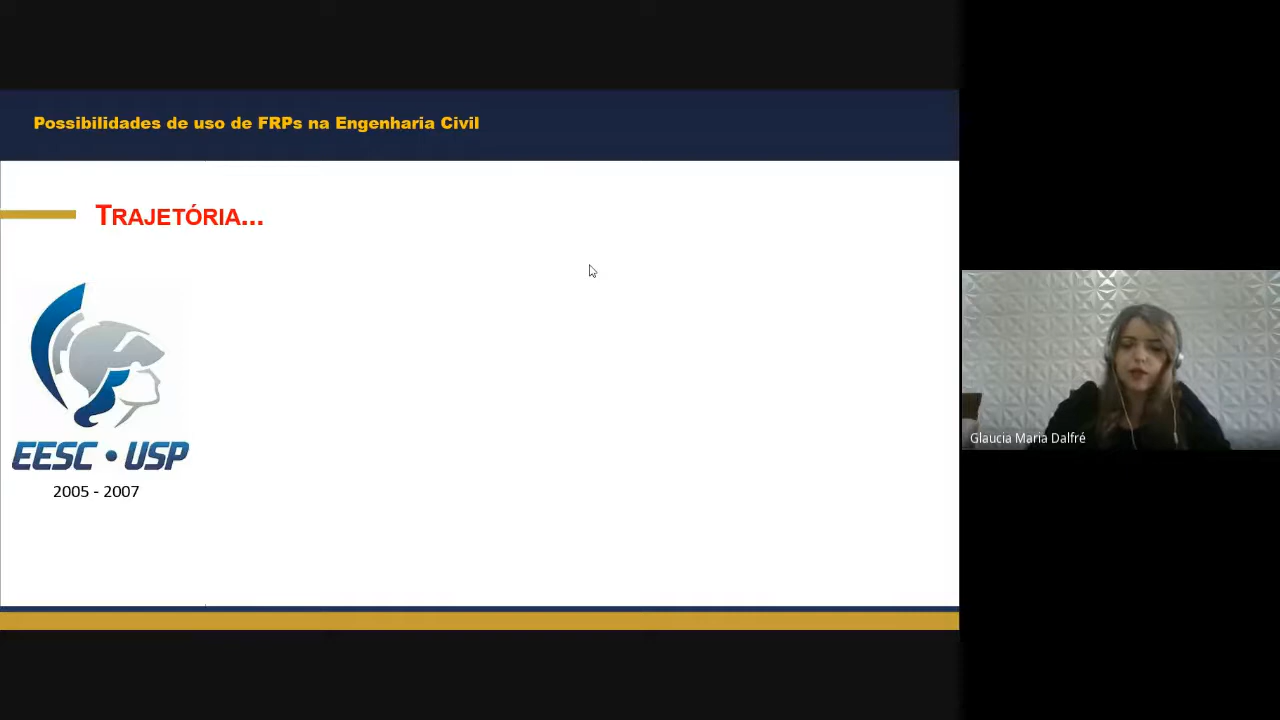 Possibilidades de uso de FRPs na Engenharia Civil
TRAJETÓRIA...
EESC • USP
2005 - 2007
Glaucia Maria Dalfré